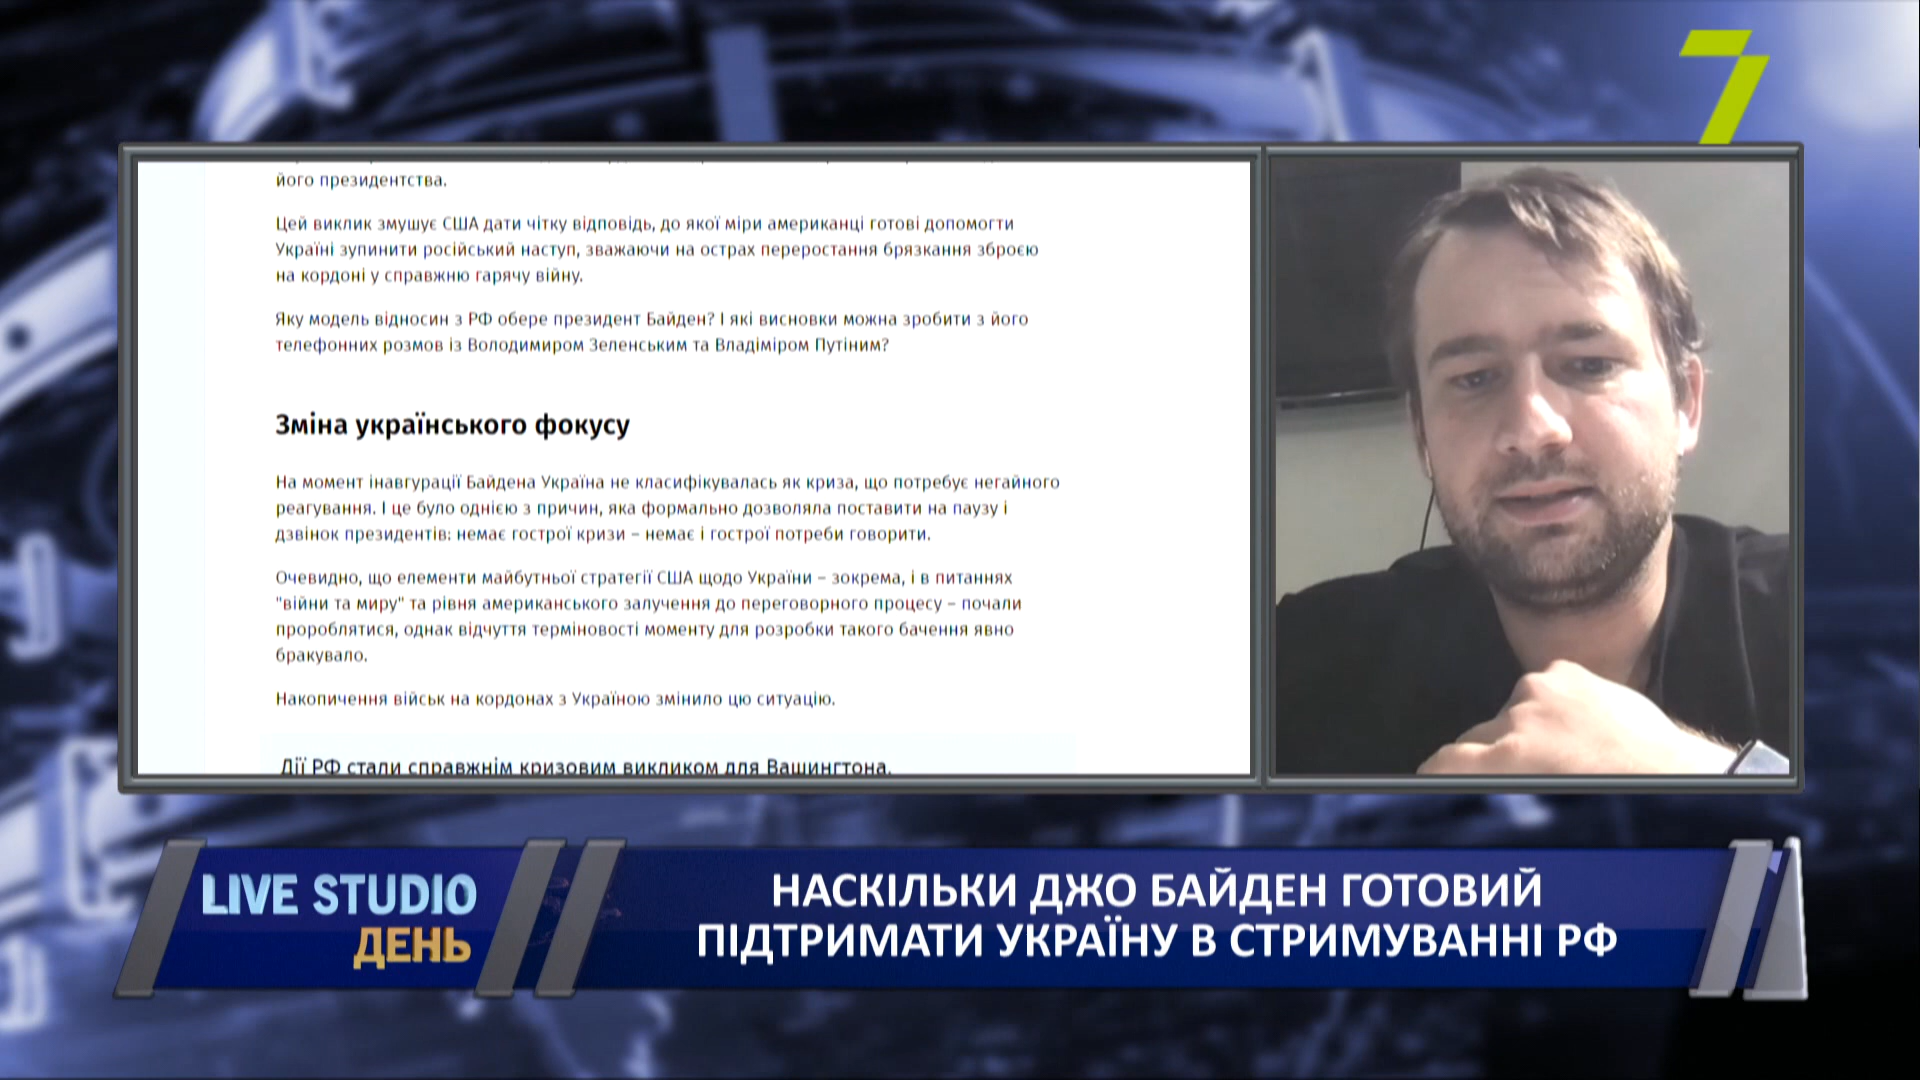 7
його президентства.
Цей виклик змушує США дати чітку відповідь, до якої міри американці готові допомогти
Україні зупинити російський наступ, зважаючи на острах переростання брязкання зброєю
на кордоні у справжню гарячу війну.
Яку модель відносин з РФ обере президент Байден? І які висновки можна зробити з його
телефонних розмов із Володимиром Зеленським та Владіміром Путіним?
Зміна українського фокусу
На момент інавгурації Байдена Україна не класифікувалась як криза, що потребує негайного
реагування. І це було однією з причин, яка формально дозволяла поставити на паузу і
дзвінок президентів: немає гострої кризи – немає і гострої потреби говорити.
Очевидно, що елементи майбутньої стратегії США щодо України – зокрема, і в питаннях
"війни та миру" та рівня американського залучення до переговорного процесу – почали
пророблятися, однак відчуття терміновості моменту для розробки такого бачення явно
бракувало.
Накопичення військ на кордонах з Україною змінило цю ситуацію.
Дії РФ стали справжнім кризовим викликом для Вашингтона.
LIVE STUDIO
ДЕНЬ
НАСКІЛЬКИ ДЖО БАЙДЕН ГОТОВИЙ
ПІДТРИМАТИ УКРАЇНУ В СТРИМУВАННІ РФ